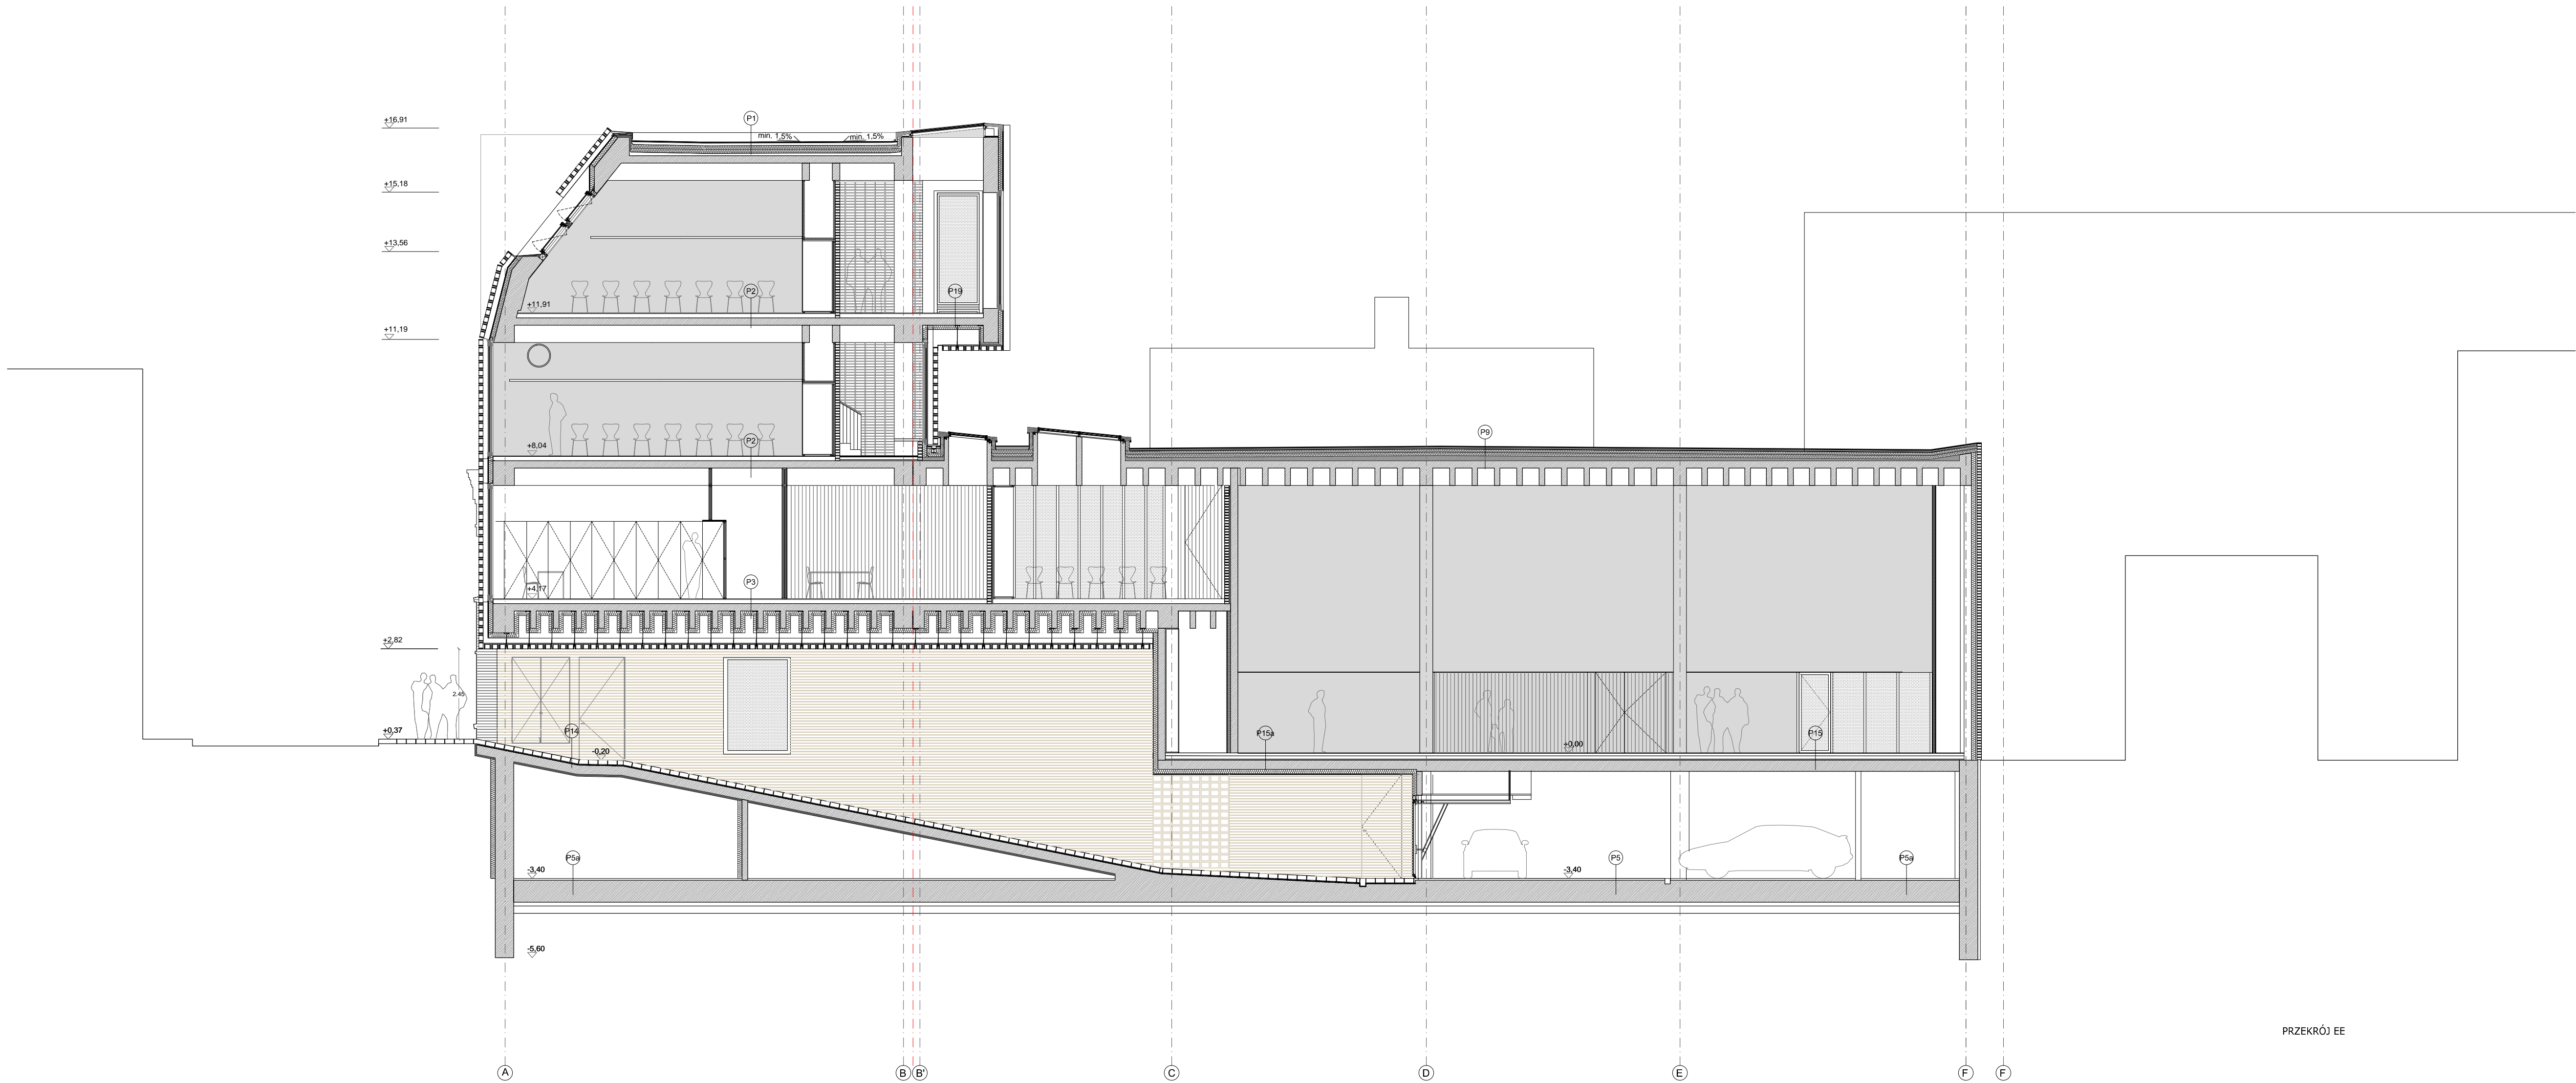 +16,91
P1
min. 1,5%
min. 1,5%
+15,18
+13,56
P2
P19
+11,91
+11,19
P2
P9
+8,04
P3
+4,17
+2,82
2.45
+0,37
P14
P15a
P15
-0,20
+0,00
P5a
P5
P5a
-3,40
-3,40
-5,60
PRZEKRÓJ EE
A
B
B'
C
D
E
F
F